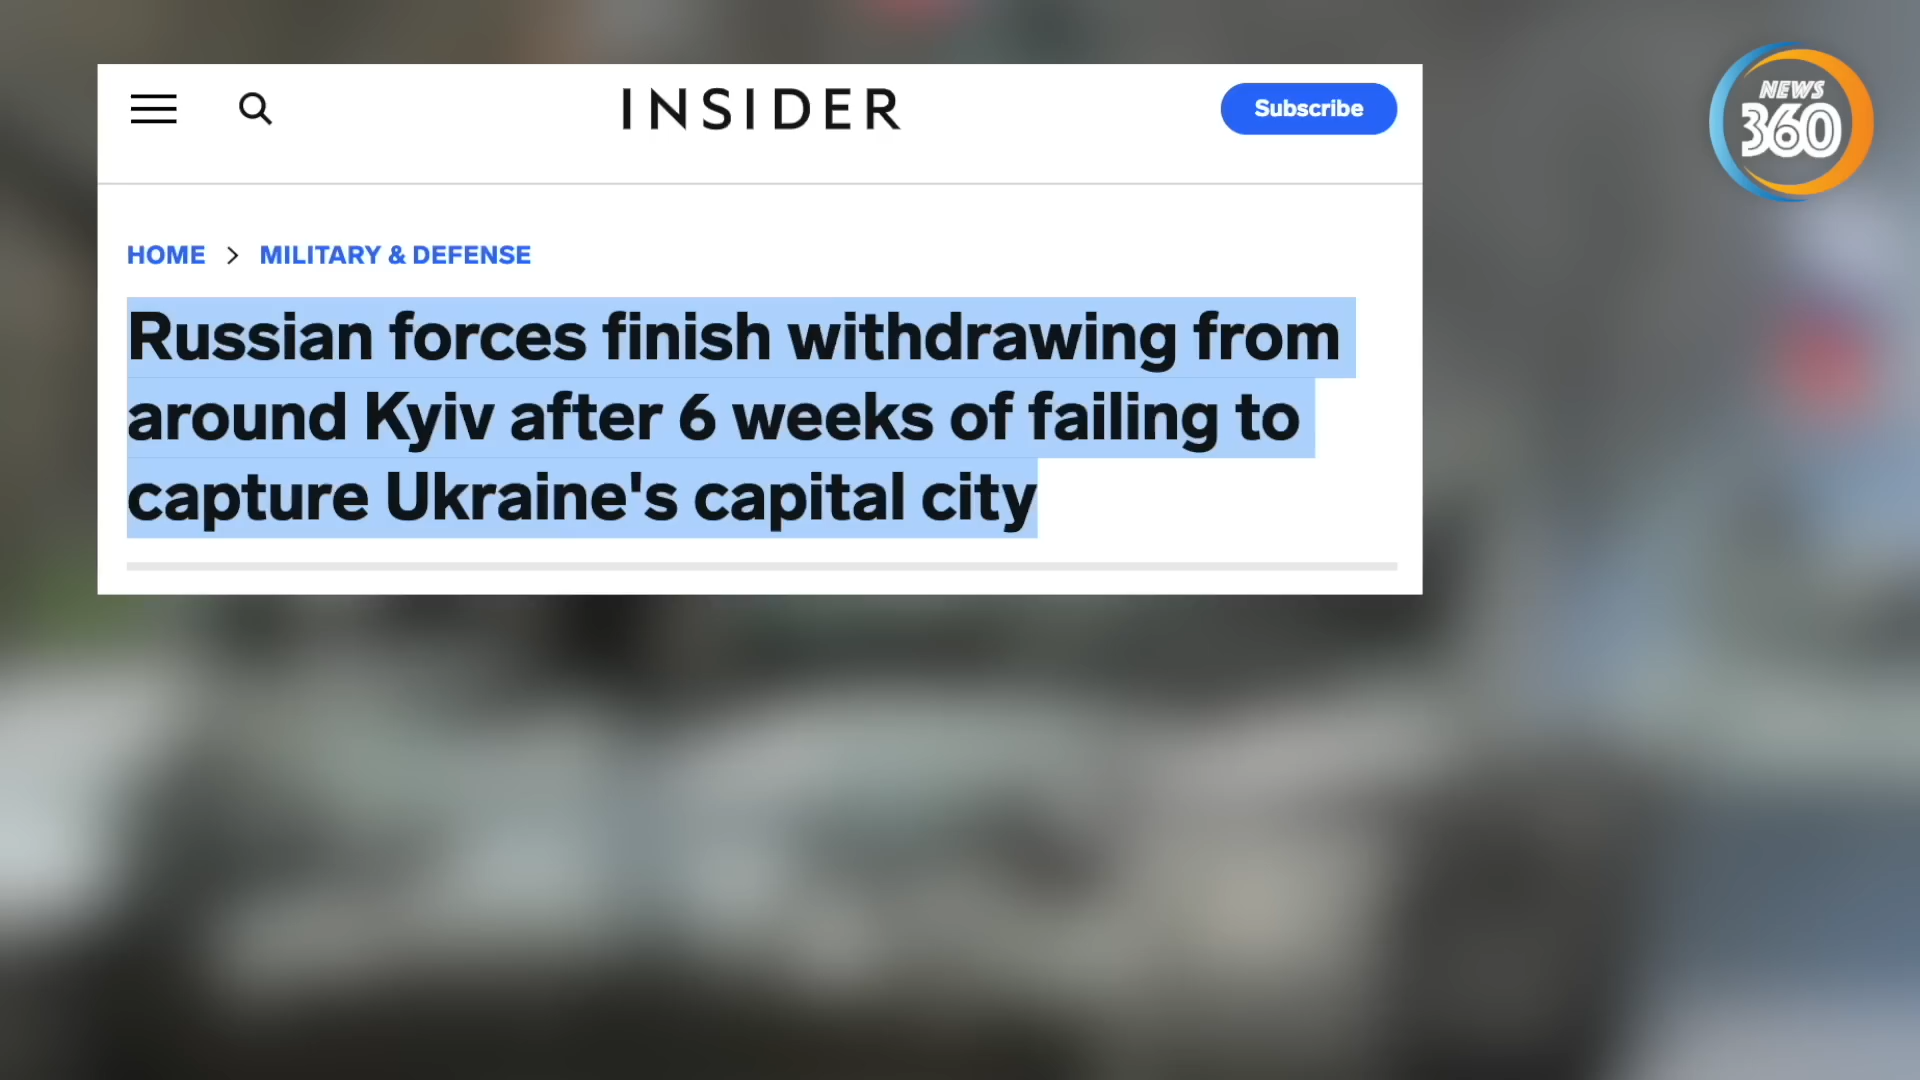 INSIDER
Subscribe
NEWS
360
HOME > MILITARY & DEFENSE
Russian forces finish withdrawing from
around Kyiv after 6 weeks of failing to
capture Ukraine's capital city